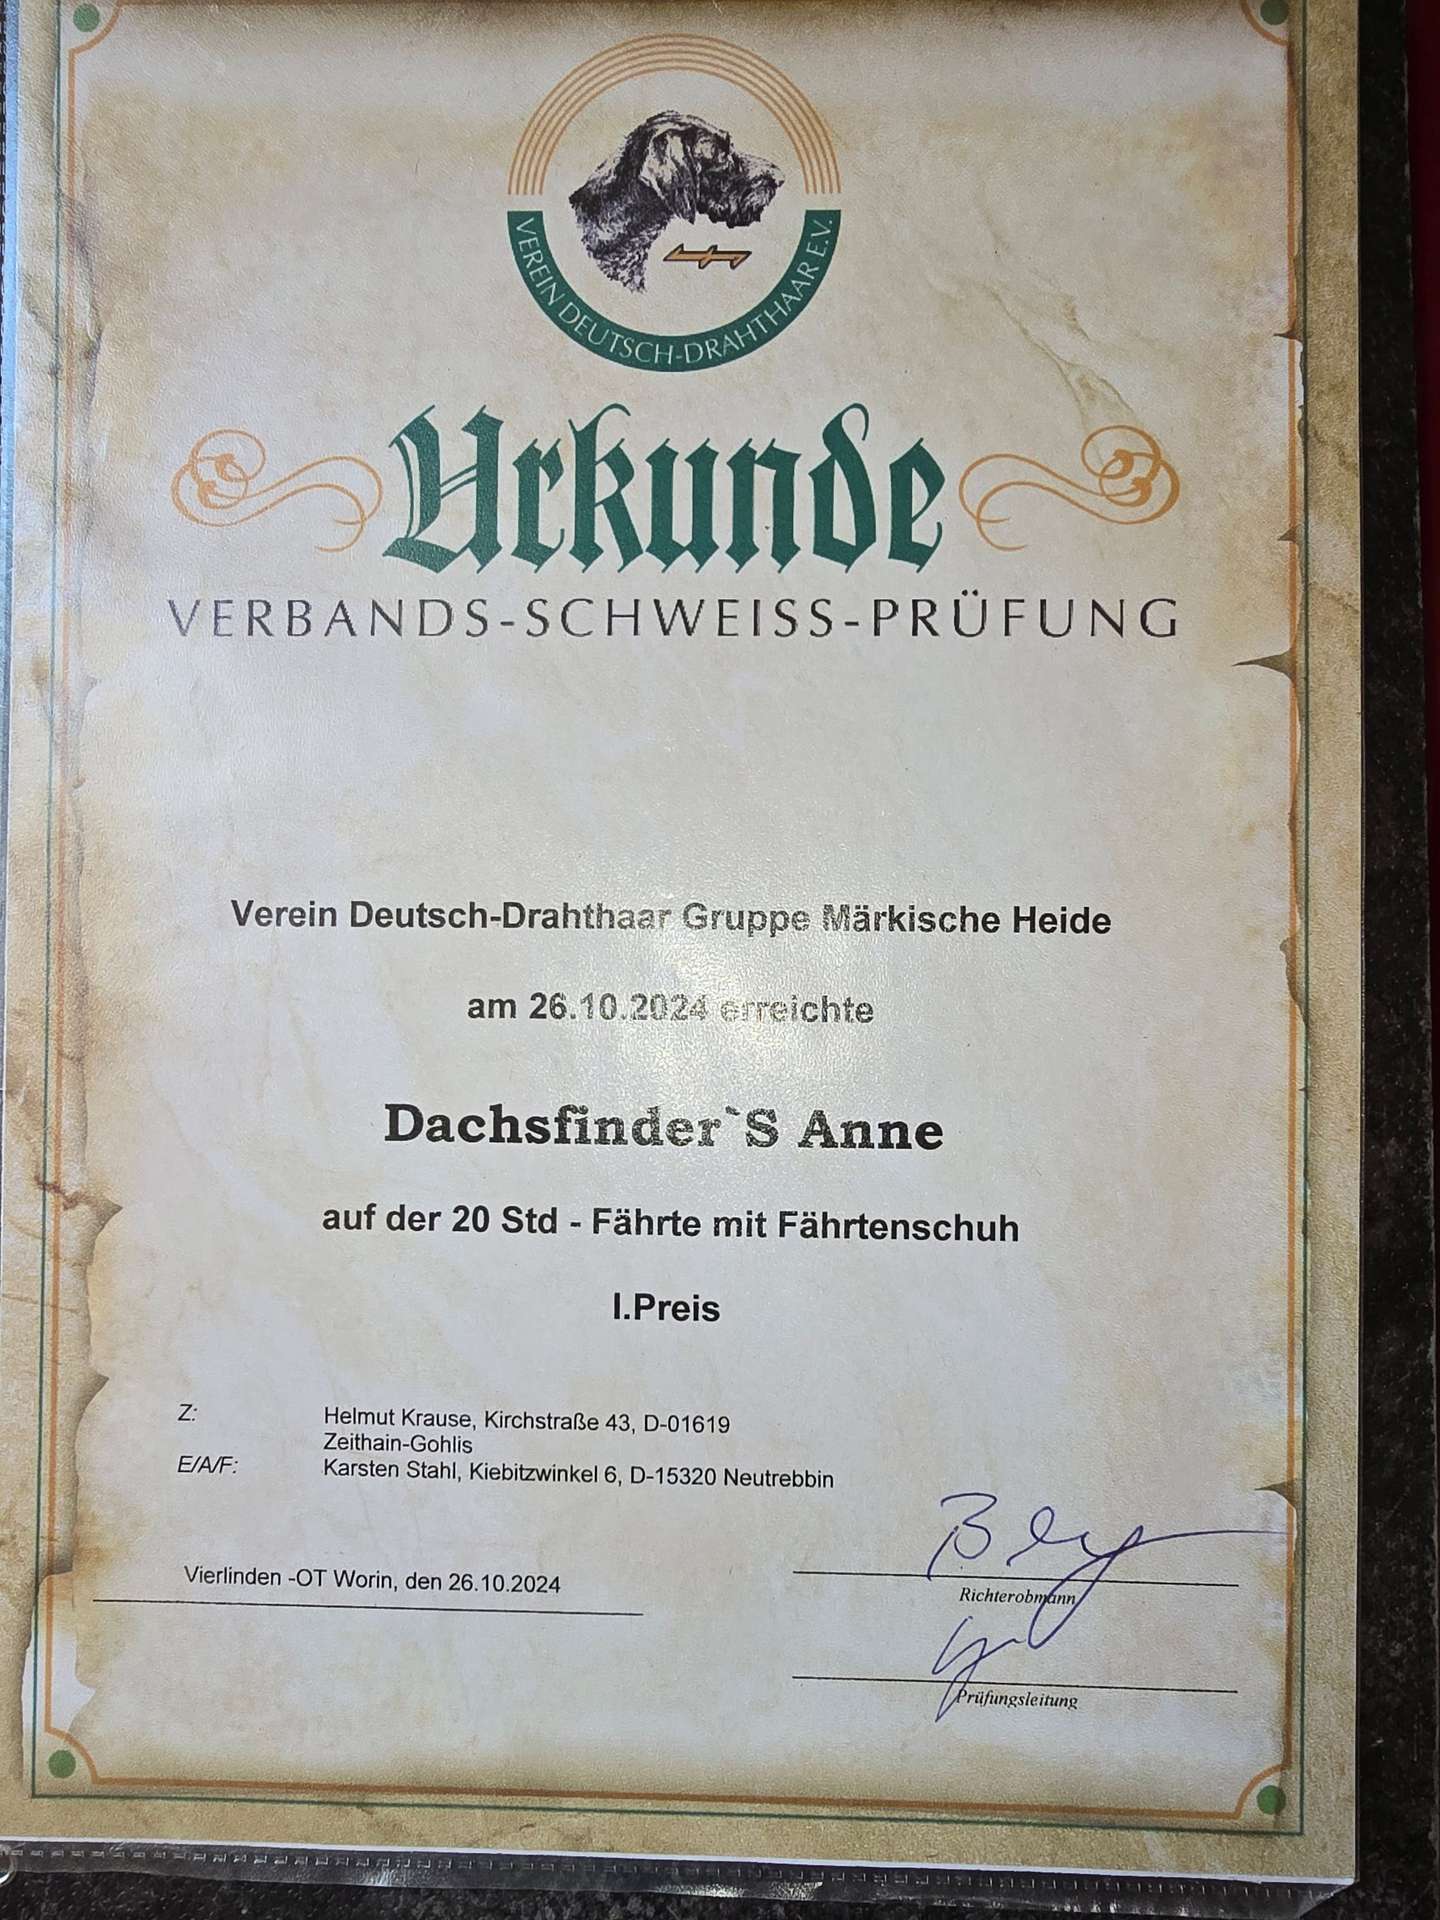 VEREIN DEUTSCH-DRAHTHAAR E.V.
Urkunde
VERBANDS-SCHWEISS-PRÜFUNG
Verein Deutsch-Drahthaar Gruppe Märkische Heide
am 26.10.2024 erreichte
Dachsfinder`S Anne
auf der 20 Std - Fährte mit Fährtenschuh
I.Preis
Z: Helmut Krause, Kirchstraße 43, D-01619
Zeithain-Gohlis
E/A/F: Karsten Stahl, Kiebitzwinkel 6, D-15320 Neutrebbin
Vierlinden -OT Worin, den 26.10.2024
Richterobmann
Prüfungsleitung